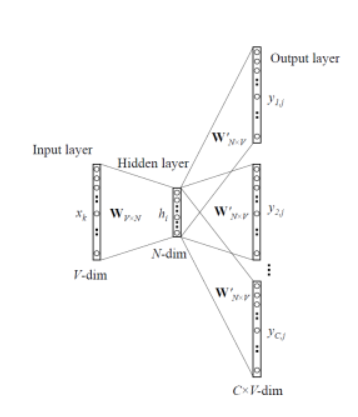 Output layer
y1,j
W'N×V
Input layer
Hidden layer
xk
WV×N
hi
W'N×V
y2,j
N-dim
V-dim
W'N×V
yC,j
C×V-dim